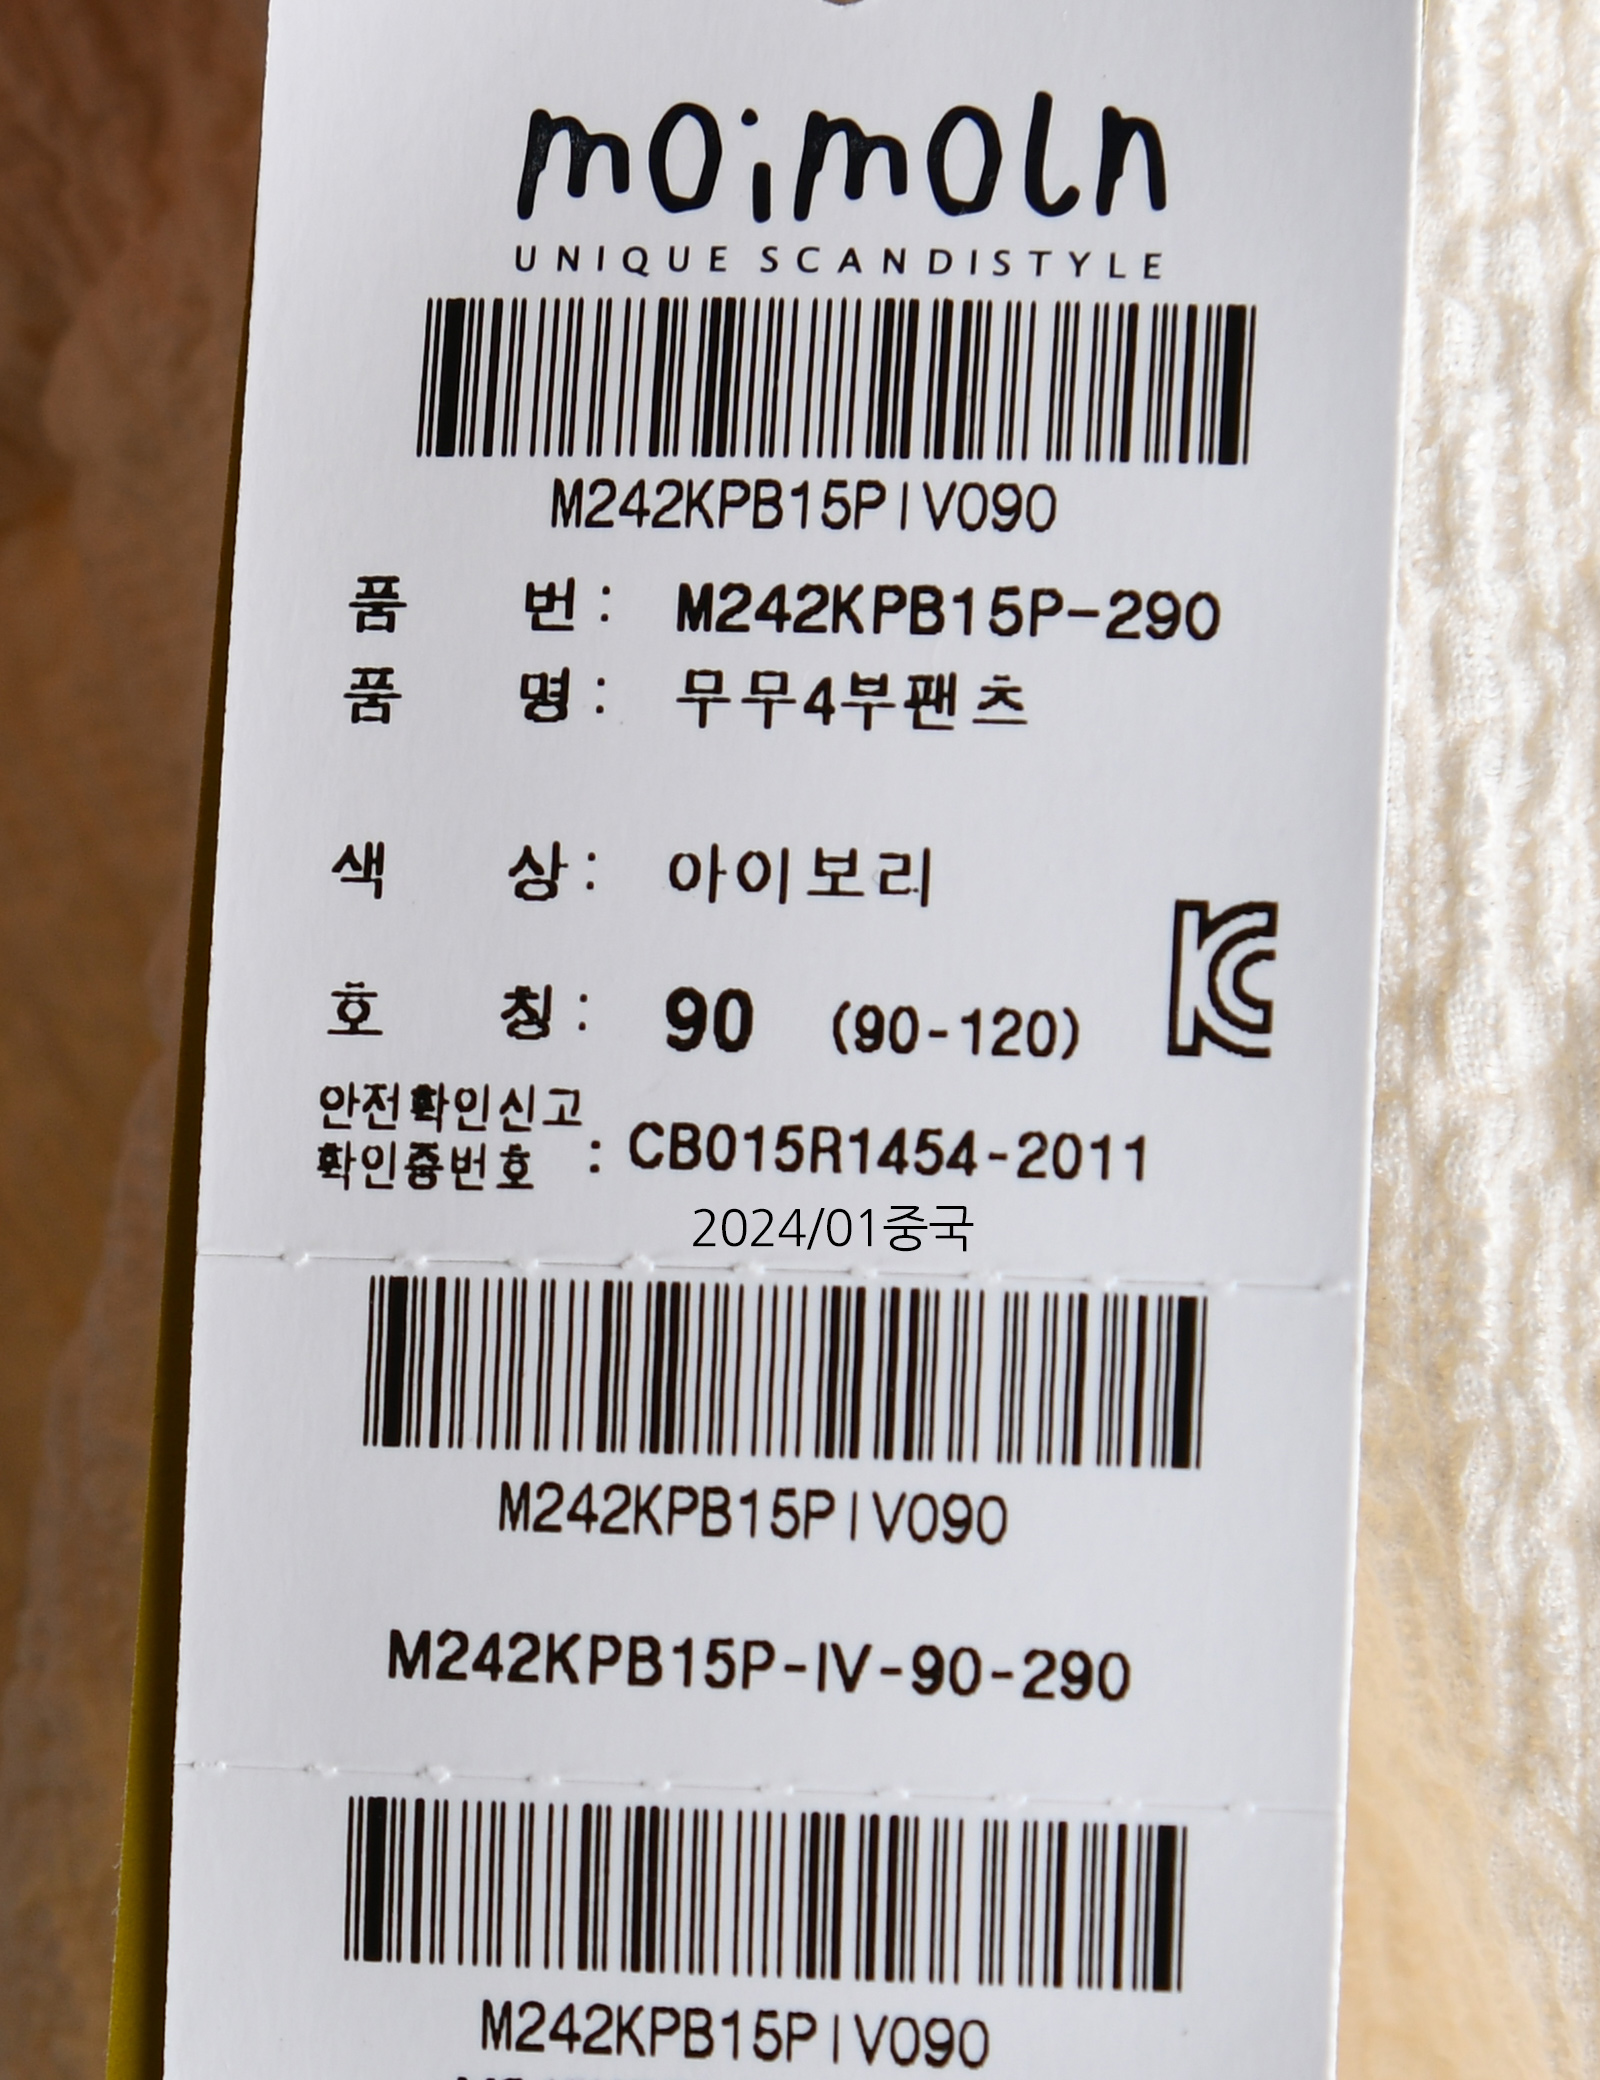 moimoln
UNIQUE SCANDISTYLE
M242KPB15PIV090
품 번: M242KPB15P-290
품 명: 무무4부팬츠
색 상: 아이보리
호 칭: 90 (90-120)
안전확인신고
확인증번호 : CB015R1454-2011
2024/01중국
M242KPB15PIV090
M242KPB15P-IV-90-290
M242KPB15PIV090